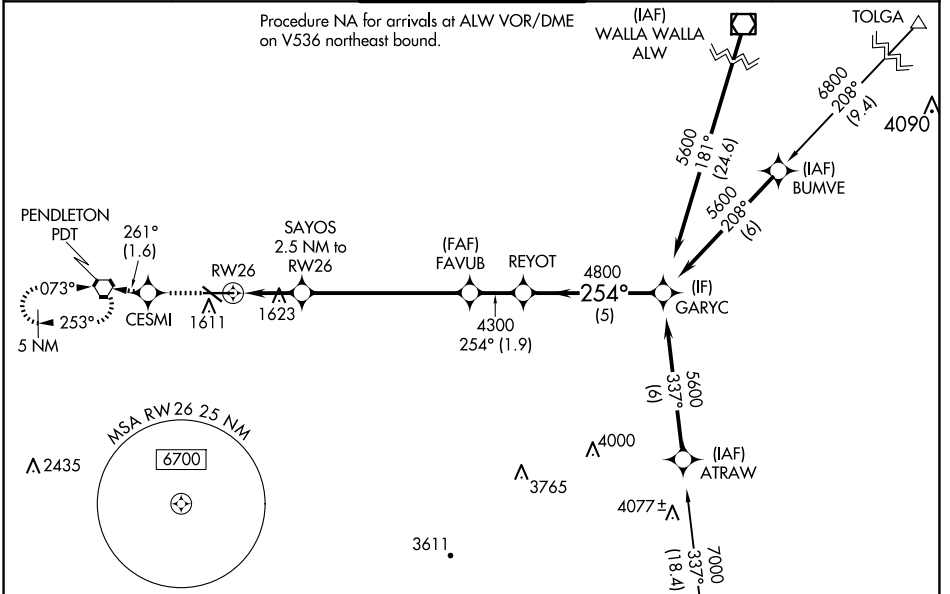 Procedure NA for arrivals at ALW VOR/DME
on V536 northeast bound.
(IAF)
WALLA WALLA
ALW
TOLGA
6800
208°
(9.4)
4090
5600
181°
(24.6)
(IAF)
BUMVE
5600
208°
(6)
PENDLETON
PDT
261°
(1.6)
SAYOS
2.5 NM to
RW26
RW26
(FAF)
FAVUB
REYOT
4800
254°
(5)
(IF)
GARYC
073°
253°
5 NM
CESMI
1611
1623
4300
254° (1.9)
5600
337°
(6)
(IAF)
ATRAW
MSA RW26 25 NM
6700
2435
4000
3765
4077±
3611
7000
337°
(18.4)